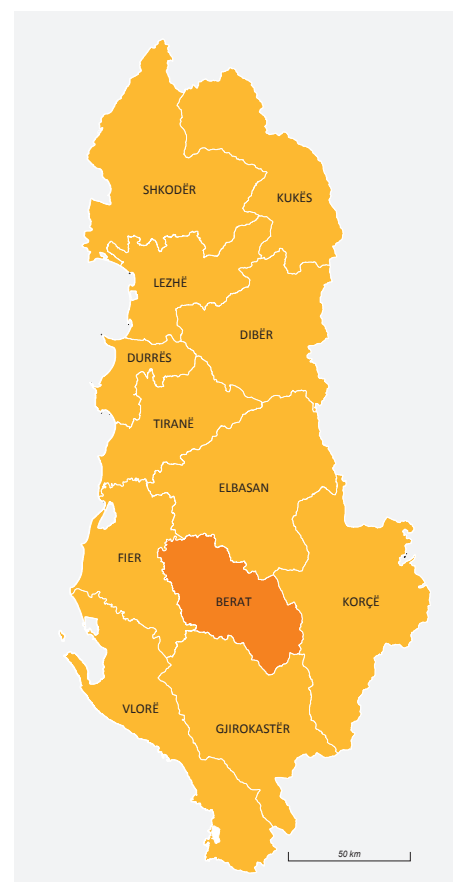 SHKODËR
KUKËS
LEZHË
DIBËR
DURRËS
TIRANË
ELBASAN
FIER
BERAT
KORÇË
VLORË
GJIROKASTËR
50 km